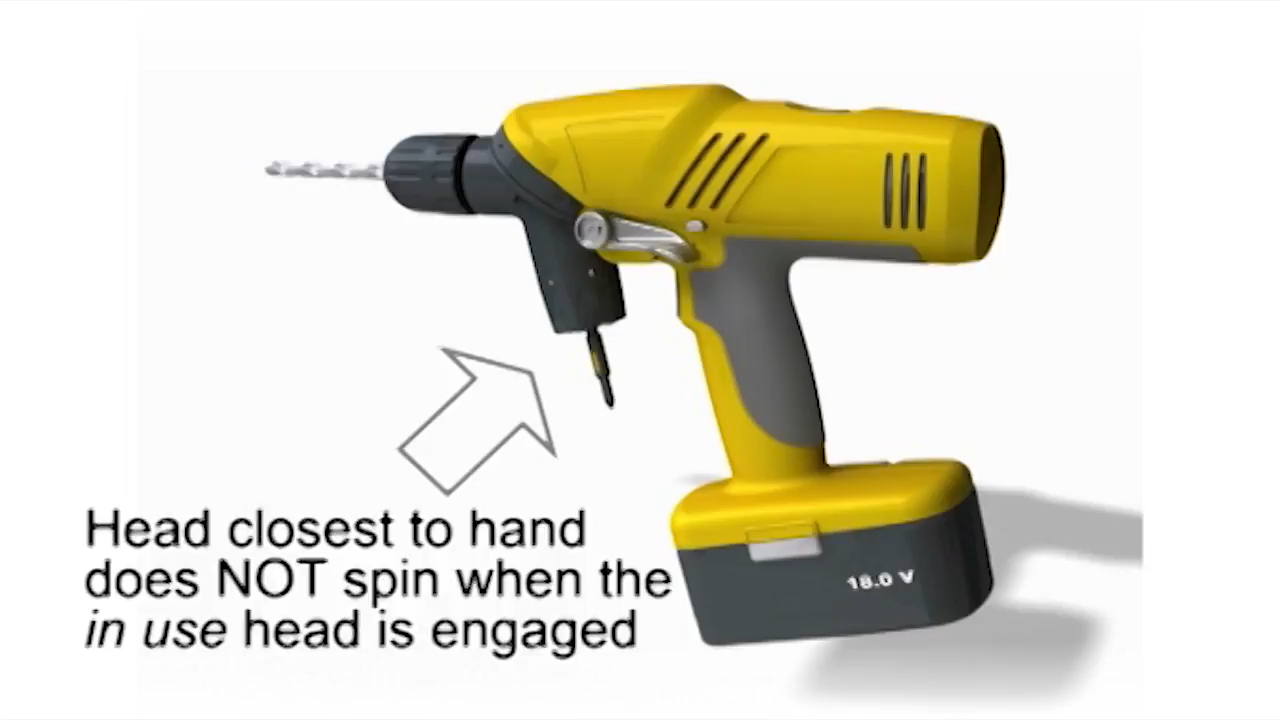 18.0 V
Head closest to hand
does NOT spin when the
in use head is engaged